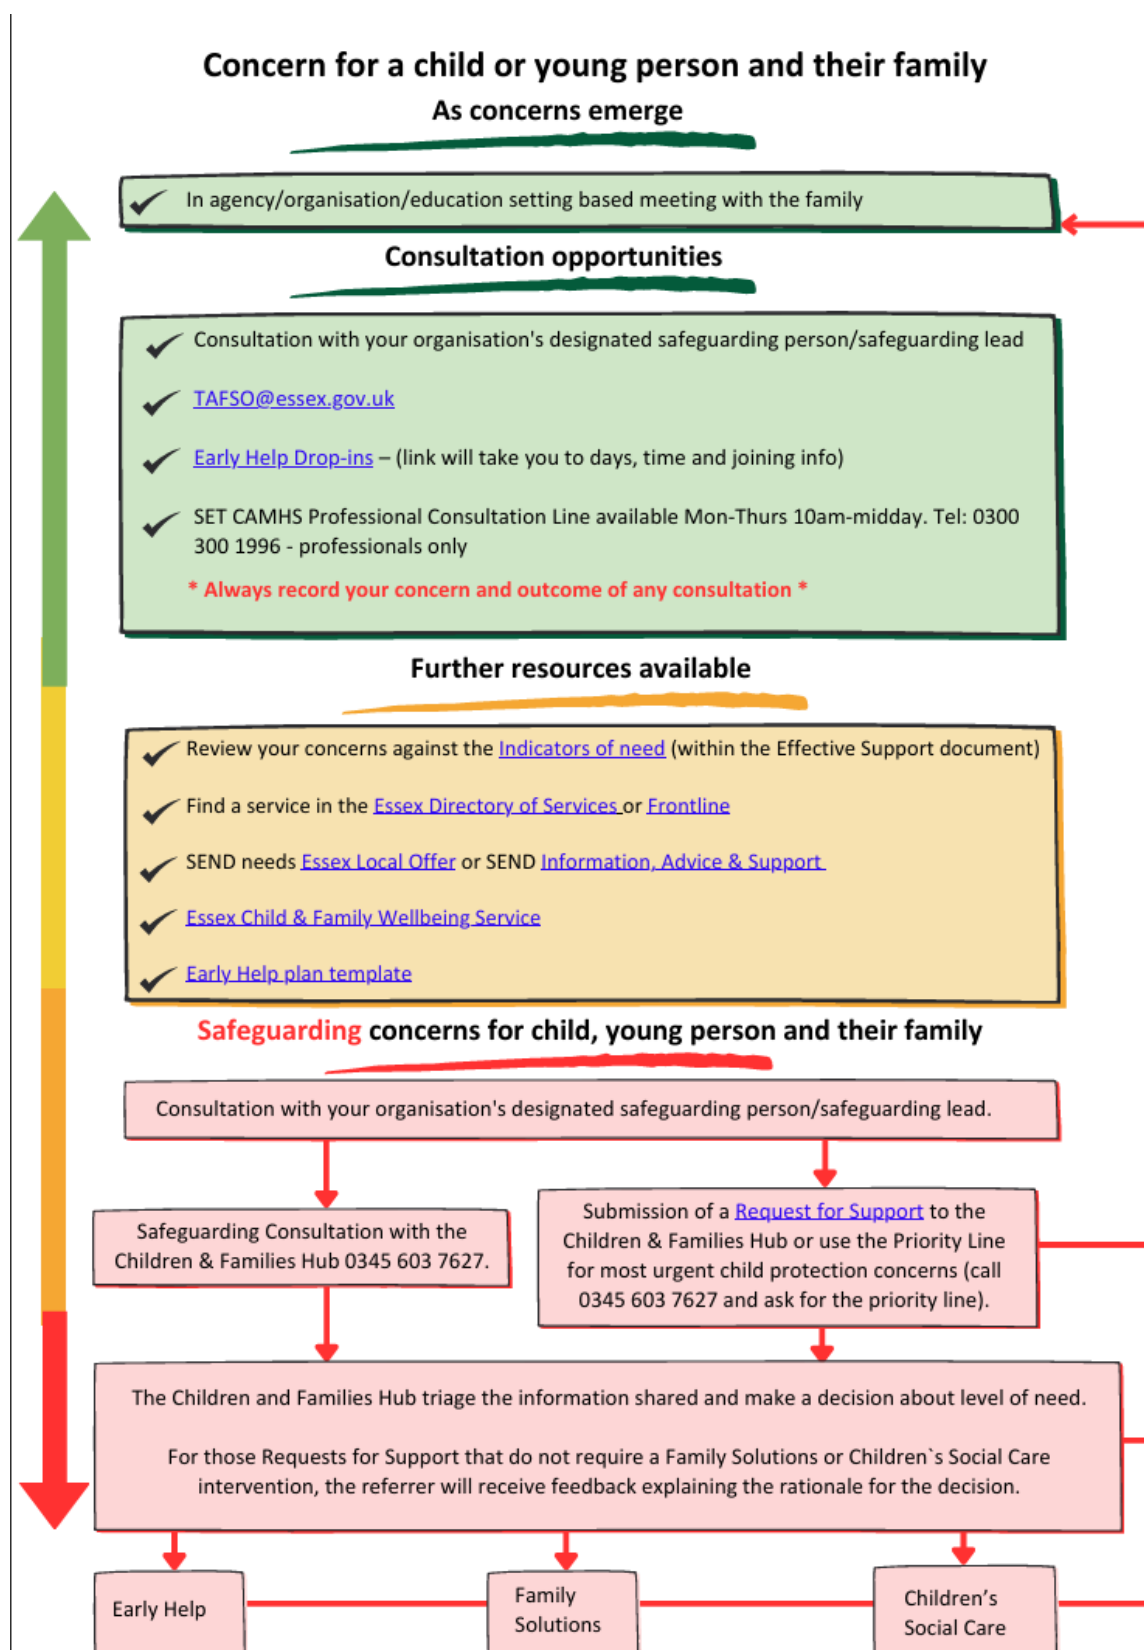 Concern for a child or young person and their family
As concerns emerge
In agency/organisation/education setting based meeting with the family
Consultation opportunities
Consultation with your organisation's designated safeguarding person/safeguarding lead
TAFSO@essex.gov.uk
Early Help Drop-ins – (link will take you to days, time and joining info)
SET CAMHS Professional Consultation Line available Mon-Thurs 10am-midday. Tel: 0300
300 1996 - professionals only
* Always record your concern and outcome of any consultation *
Further resources available
Review your concerns against the Indicators of need (within the Effective Support document)
Find a service in the Essex Directory of Services or Frontline
SEND needs Essex Local Offer or SEND Information, Advice & Support
Essex Child & Family Wellbeing Service
Early Help plan template
Safeguarding concerns for child, young person and their family
Consultation with your organisation's designated safeguarding person/safeguarding lead.
Safeguarding Consultation with the
Children & Families Hub 0345 603 7627.
Submission of a Request for Support to the
Children & Families Hub or use the Priority Line
for most urgent child protection concerns (call
0345 603 7627 and ask for the priority line).
The Children and Families Hub triage the information shared and make a decision about level of need.
For those Requests for Support that do not require a Family Solutions or Children`s Social Care
intervention, the referrer will receive feedback explaining the rationale for the decision.
Early Help
Family
Solutions
Children’s
Social Care